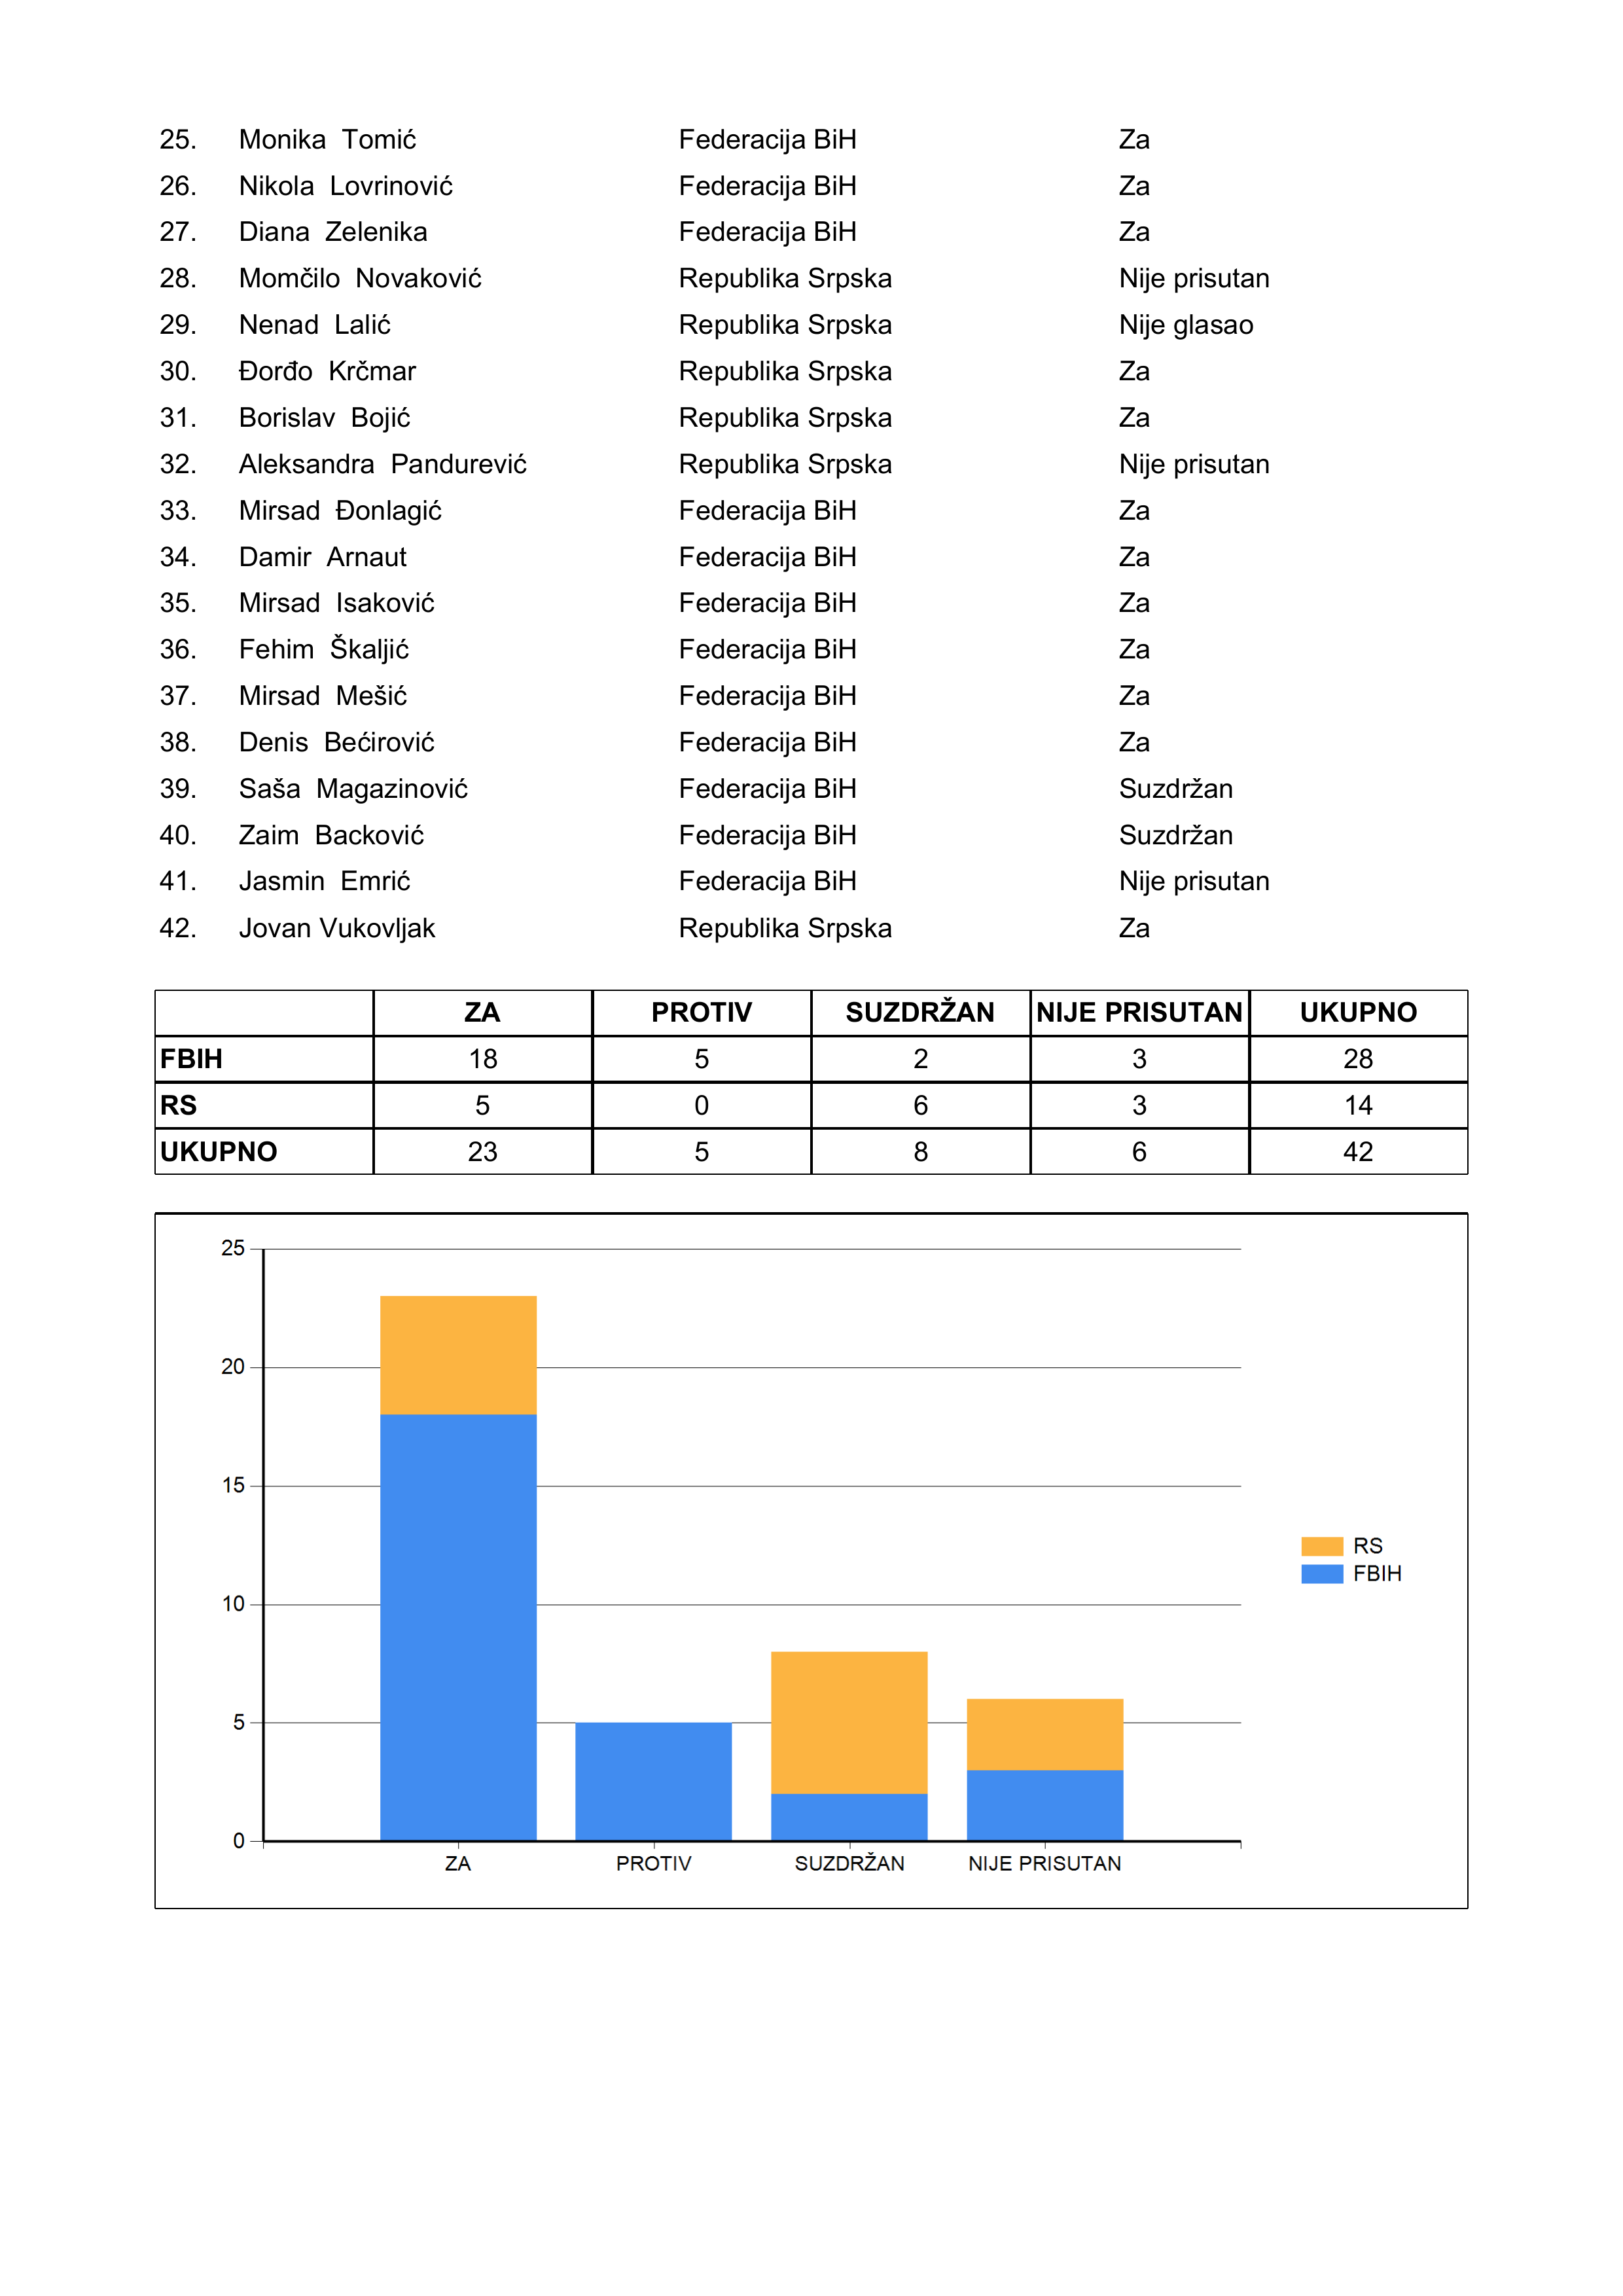 25. Monika Tomić Federacija BiH Za
26. Nikola Lovrinović Federacija BiH Za
27. Diana Zelenika Federacija BiH Za
28. Momčilo Novaković Republika Srpska Nije prisutan
29. Nenad Lalić Republika Srpska Nije glasao
30. Đorđo Krčmar Republika Srpska Za
31. Borislav Bojić Republika Srpska Za
32. Aleksandra Pandurević Republika Srpska Nije prisutan
33. Mirsad Đonlagić Federacija BiH Za
34. Damir Arnaut Federacija BiH Za
35. Mirsad Isaković Federacija BiH Za
36. Fehim Škaljić Federacija BiH Za
37. Mirsad Mešić Federacija BiH Za
38. Denis Bećirović Federacija BiH Za
39. Saša Magazinović Federacija BiH Suzdržan
40. Zaim Backović Federacija BiH Suzdržan
41. Jasmin Emrić Federacija BiH Nije prisutan
42. Jovan Vukovljak Republika Srpska Za
ZA PROTIV SUZDRŽAN NIJE PRISUTAN UKUPNO
FBIH 18 5 2 3 28
RS 5 0 6 3 14
UKUPNO 23 5 8 6 42
25
20
15
10
5
0
ZA PROTIV SUZDRŽAN NIJE PRISUTAN
RS
FBIH